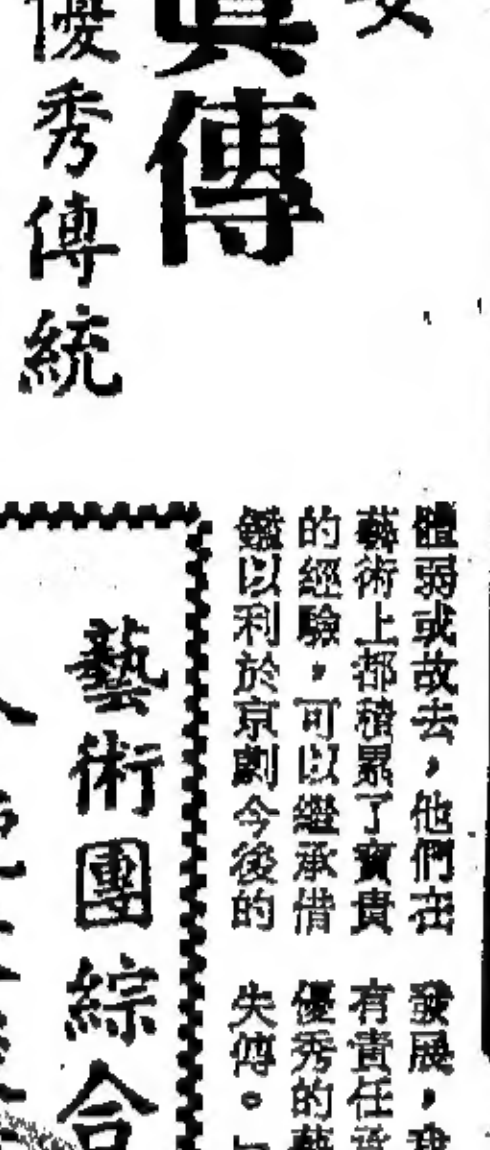 真傳
優秀傳統
體弱或故去，他們在
藝術上都積累了寶貴
的經驗，可以繼承借
鑑以利於京劇今後的
發展，我
有責任
優秀的藝
失傳。」
藝術團綜合